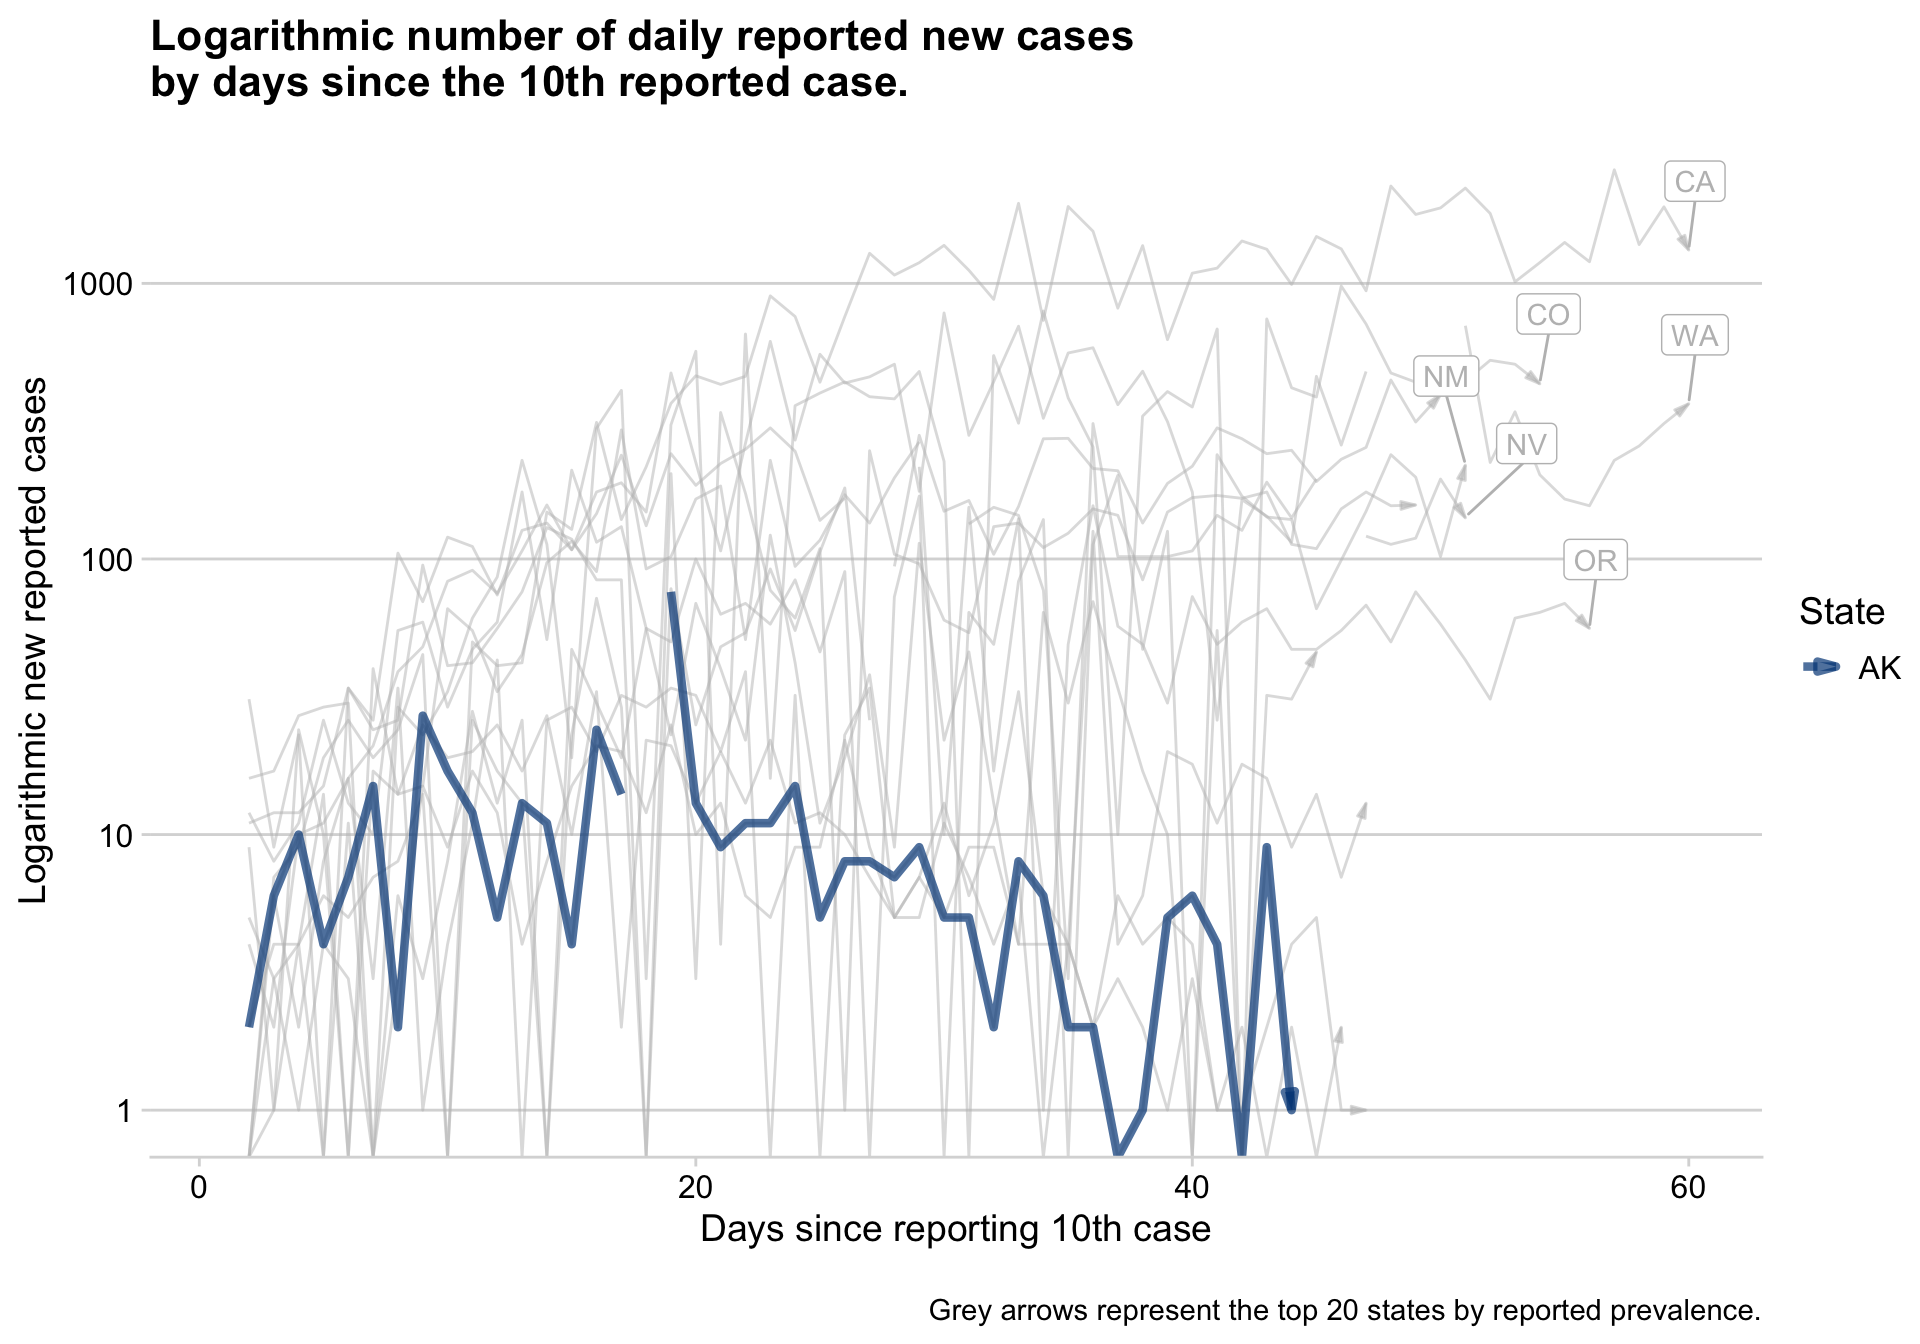 Logarithmic number of daily reported new cases
by days since the 10th reported case.
Logarithmic new reported cases
1000
100
10
1
CA
CO
WA
NM
NV
OR
State
AK
0
20
40
60
Days since reporting 10th case
Grey arrows represent the top 20 states by reported prevalence.